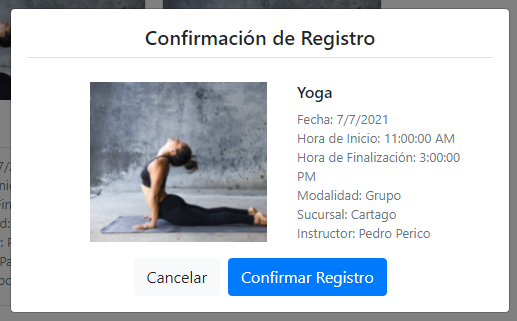 Confirmación de Registro
Yoga
Fecha: 7/7/2021
Hora de Inicio: 11:00:00 AM
Hora de Finalización: 3:00:00
PM
Modalidad: Grupo
Sucursal: Cartago
Instructor: Pedro Perico
Cancelar
Confirmar Registro